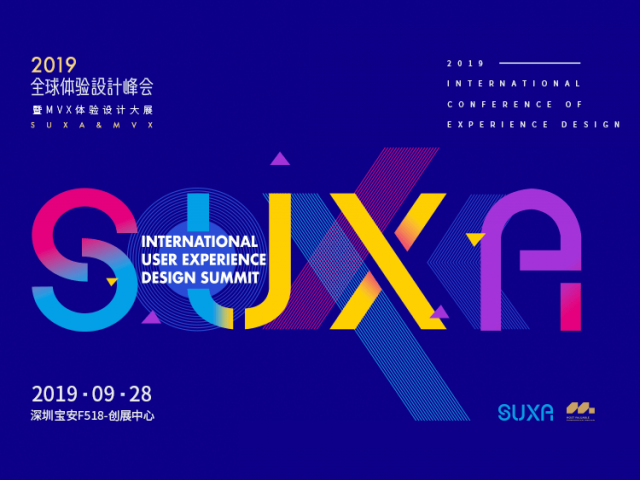 2019
全球体验設計峰会
暨MVX体验设计大展
SUXA&MVX
2019
INTERNATIONAL
CONFERENCE OF
EXPERIENCE DESIGN
SUXA
INTERNATIONAL
USER EXPERIENCE
DESIGN SUMMIT
2019·09·28
深圳宝安F518-创展中心
SUXA